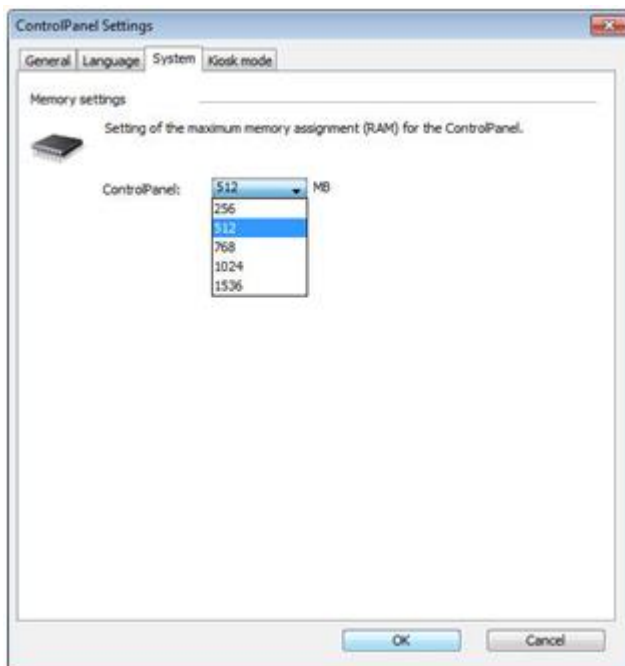 ControlPanel Settings
General Language System Kiosk mode
Memory settings
Setting of the maximum memory assignment (RAM) for the ControlPanel.
ControlPanel: 512 MB
256
512
768
1024
1536
OK Cancel